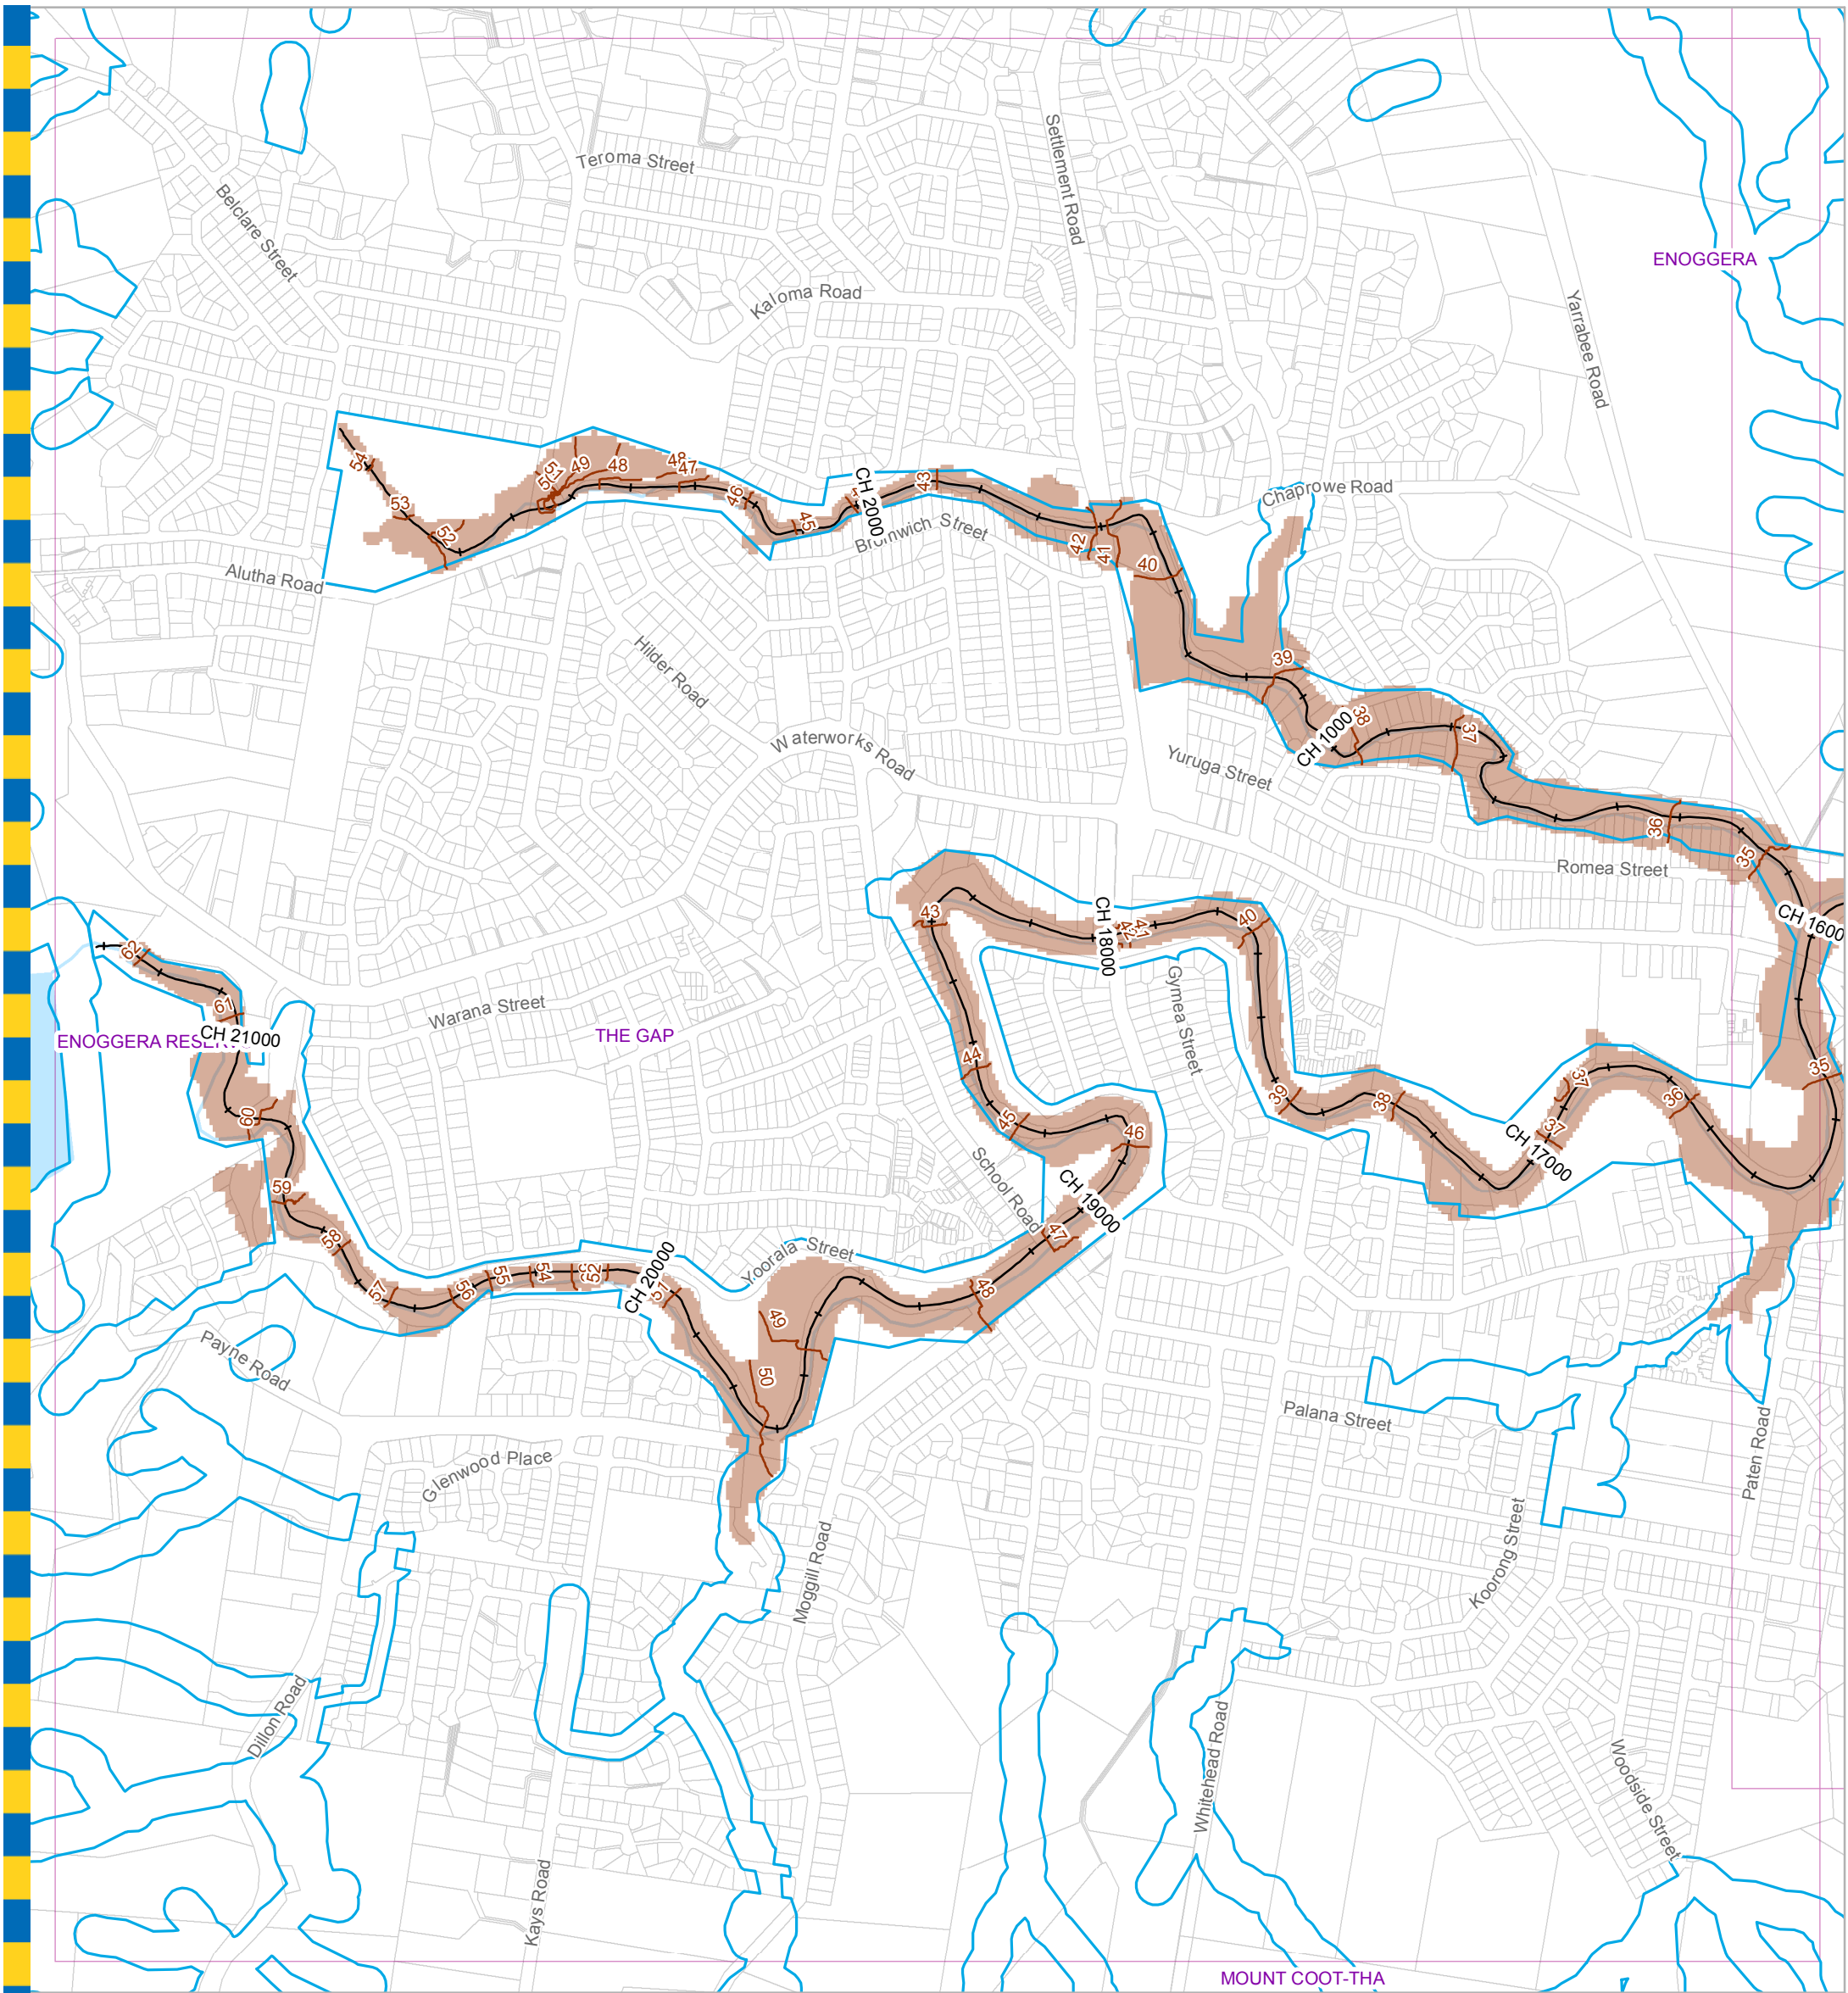 Teroma Street
Settlement Road
Belclare Street
ENOGGERA
Kaloma Road
Yarrabee Road
54
53
52
51
49
48
48
47
46
45
CH 2000
43
Chaprowe Road
Bromwich Street
42
41
40
Alutha Road
Hilder Road
39
38
CH 1000
37
Waterworks Road
Yuruga Street
36
35
Romea Street
43
CH 18000
42
41
40
CH 1600
62
61
CH 21000
ENOGGERA RESERV
Warana Street
THE GAP
Gymea Street
44
45
46
39
38
37
37
CH 17000
36
35
60
59
58
57
56
55
54
52
CH 20000
51
Yoorala Street
School Road
CH 19000
47
48
49
50
Payne Road
Glenwood Place
Palana Street
Paten Road
Koorong Street
Moggill Road
Dillon Road
Whitehead Road
Woodside Street
Kays Road
MOUNT COOT-THA